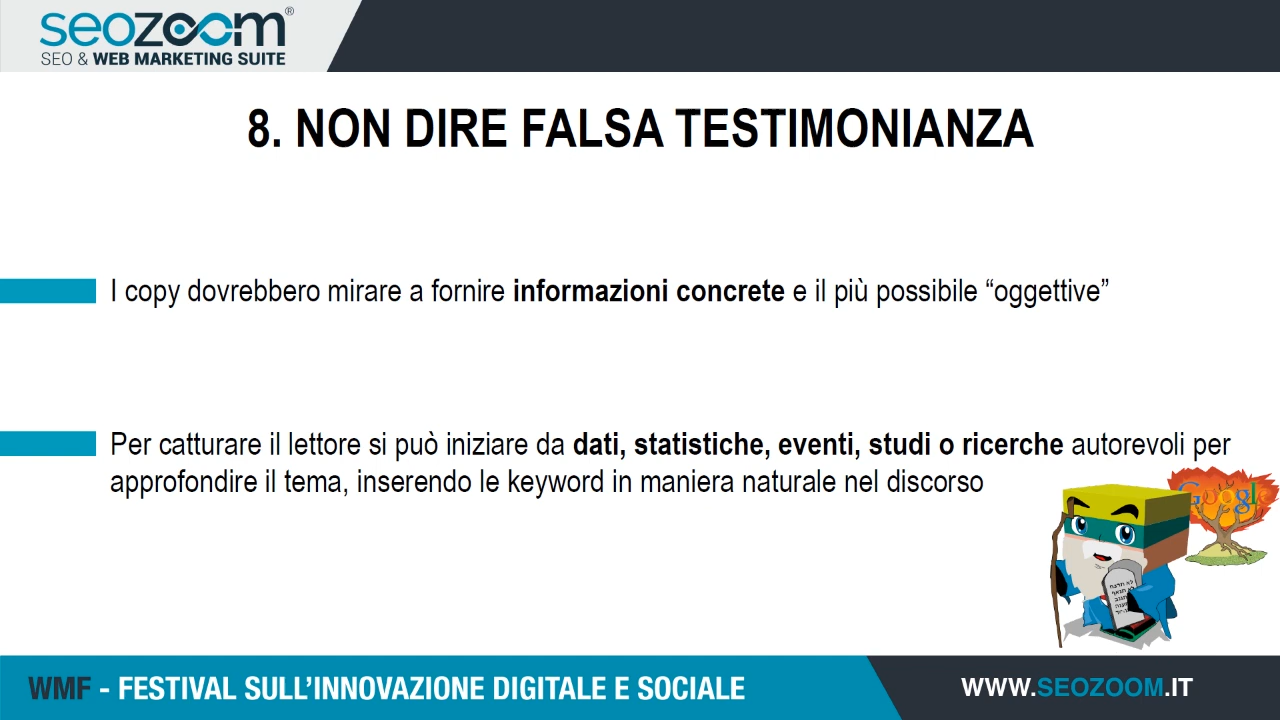 seozoom®
SEO & WEB MARKETING SUITE
8. NON DIRE FALSA TESTIMONIANZA
I copy dovrebbero mirare a fornire informazioni concrete e il più possibile “oggettive”
Per catturare il lettore si può iniziare da dati, statistiche, eventi, studi o ricerche autorevoli per
approfondire il tema, inserendo le keyword in maniera naturale nel discorso
Google
WMF - FESTIVAL SULL’INNOVAZIONE DIGITALE E SOCIALE
WWW.SEOZOOM.IT